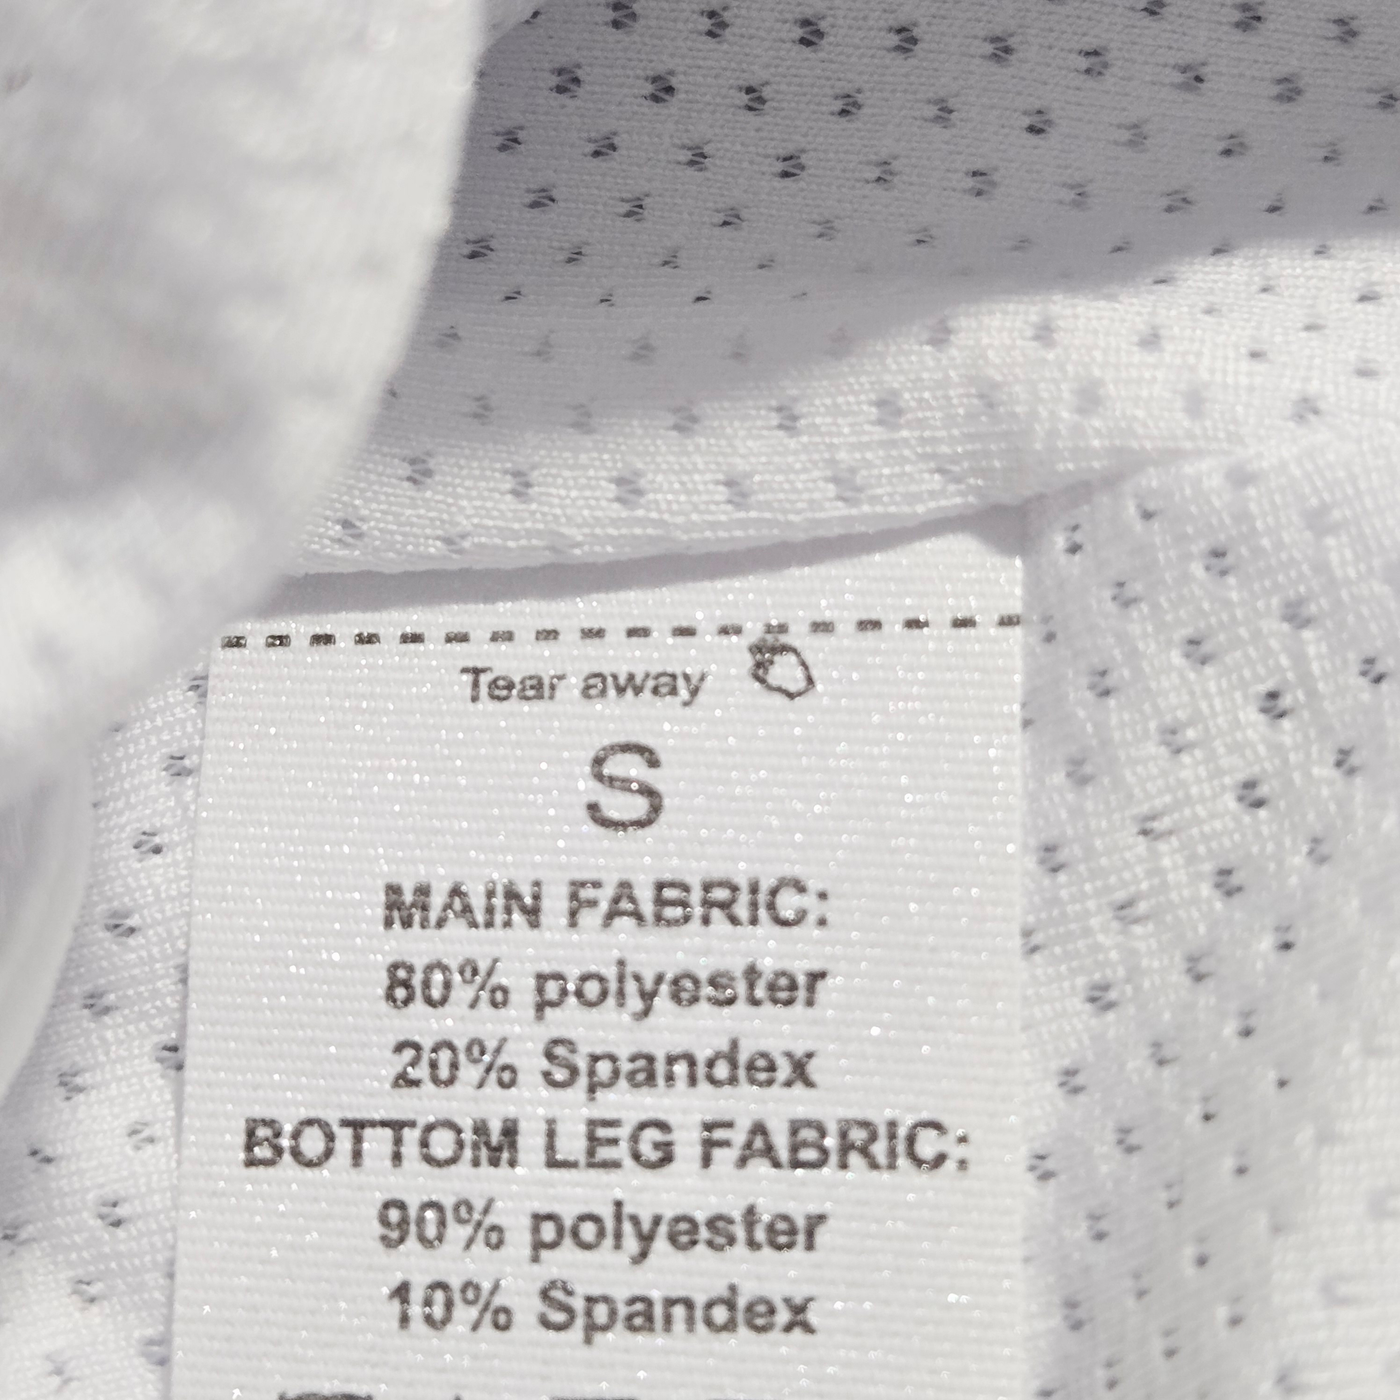 Tear away
S
MAIN FABRIC:
80% polyester
20% Spandex
BOTTOM LEG FABRIC:
90% polyester
10% Spandex